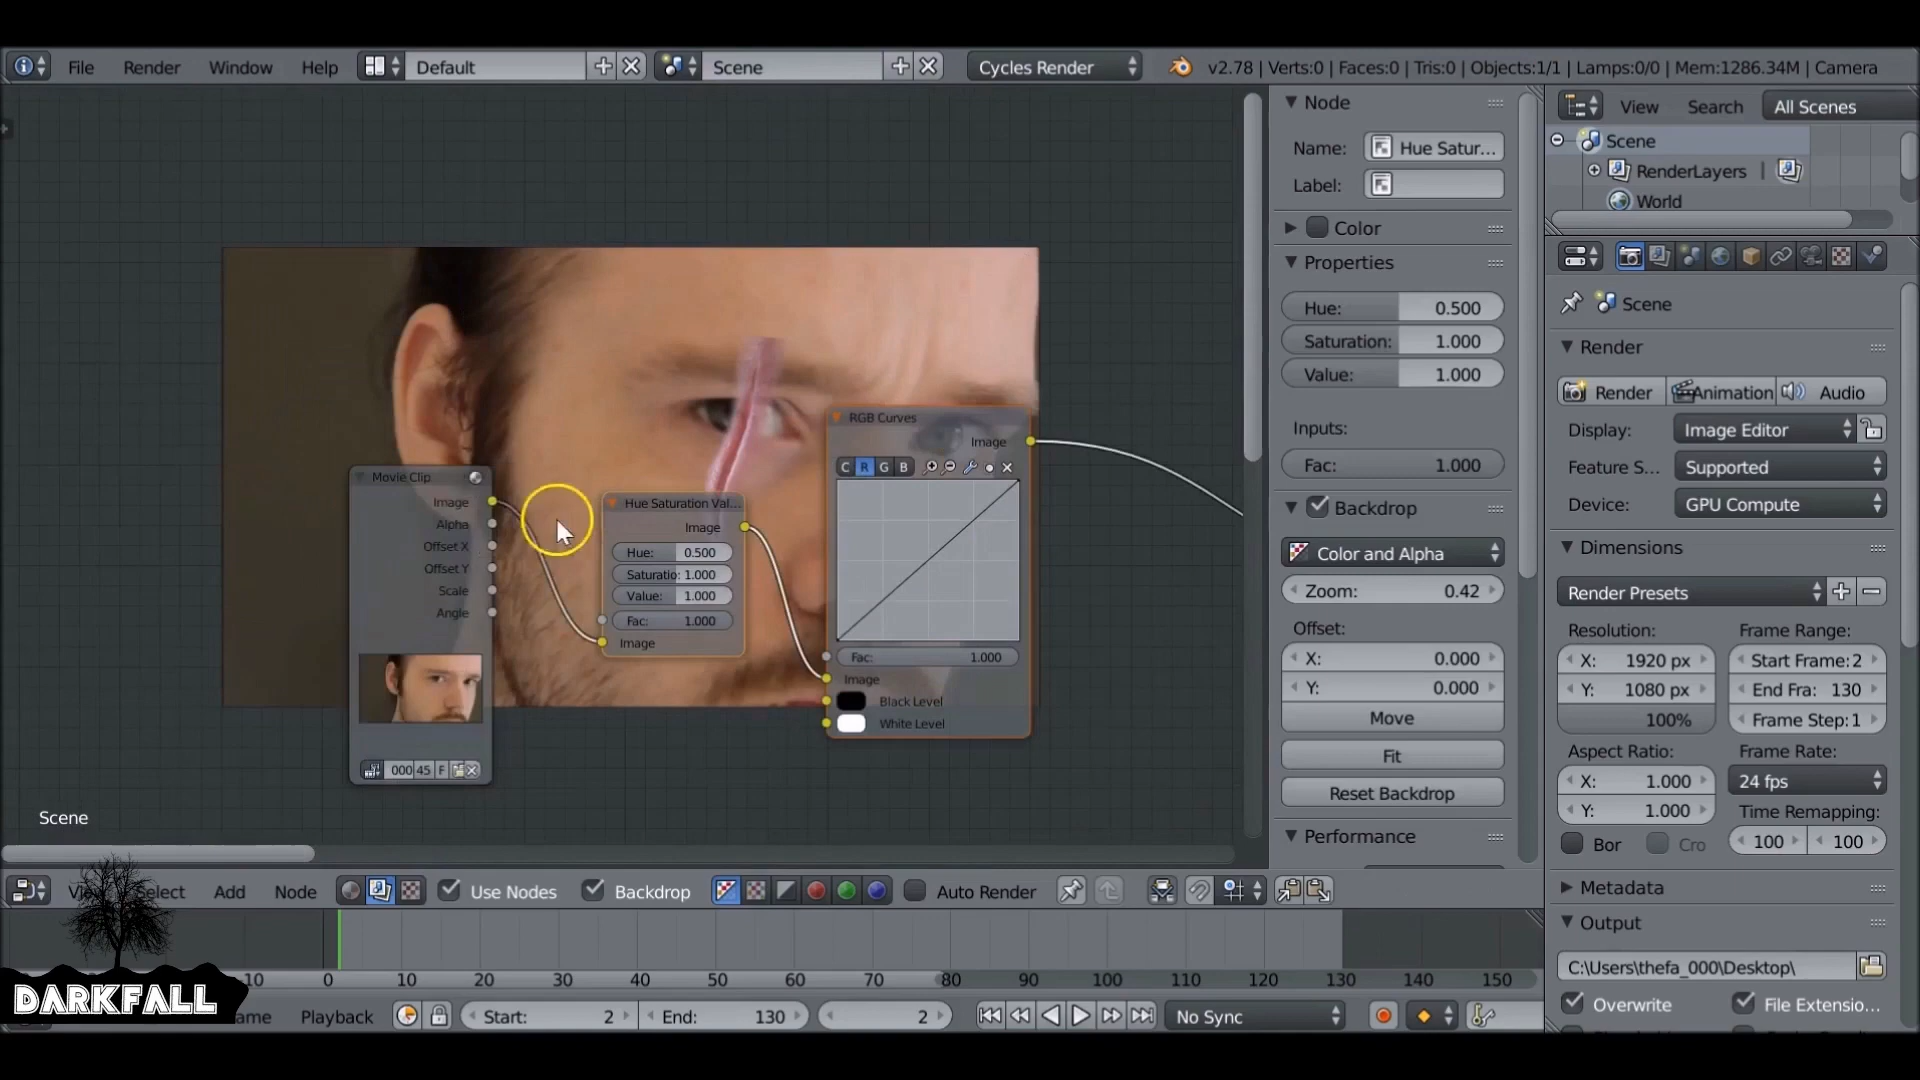 File Render Window Help Default Scene Cycles Render v2.78 | Verts:0 | Faces:0 | Tris:0 | Objects:1/1 | Lamps:0/0 | Mem:1286.34M | Camera
Node
Name: Hue Satur...
Label:
Color
Properties
Hue: 0.500
Saturation: 1.000
Value: 1.000
Inputs:
Fac: 1.000
Backdrop
Color and Alpha
Zoom: 0.42
Offset:
X: 0.000
Y: 0.000
Move
Fit
Reset Backdrop
Performance
View Search All Scenes
Scene
RenderLayers
World
Scene
Render
Render Animation Audio
Display: Image Editor
Feature S... Supported
Device: GPU Compute
Dimensions
Render Presets
Resolution: Frame Range:
X: 1920 px Start Frame:2
Y: 1080 px End Fra: 130
100% Frame Step:1
Aspect Ratio: Frame Rate:
X: 1.000 24 fps
Y: 1.000 Time Remapping:
Bor Cro 100 100
Metadata
Output
C:\Users\thefa_000\Desktop\
Overwrite File Extensio...
Movie Clip
Image
Alpha
Offset X
Offset Y
Scale
Angle
000 45 F
Hue Saturation Val...
Image
Hue: 0.500
Saturatio: 1.000
Value: 1.000
Fac: 1.000
Image
RGB Curves
Image
C R G B
Fac: 1.000
Image
Black Level
White Level
Scene
Select Add Node Use Nodes Backdrop Auto Render
10 0 10 20 30 40 50 60 70 80 90 100 110 120 130 140 150
DARKFALL
Playback Start: 2 End: 130 2 No Sync